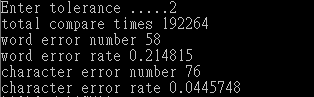 Enter tolerance .....2
total compare times 192264
word error number 58
word error rate 0.214815
character error number 76
character error rate 0.0445748